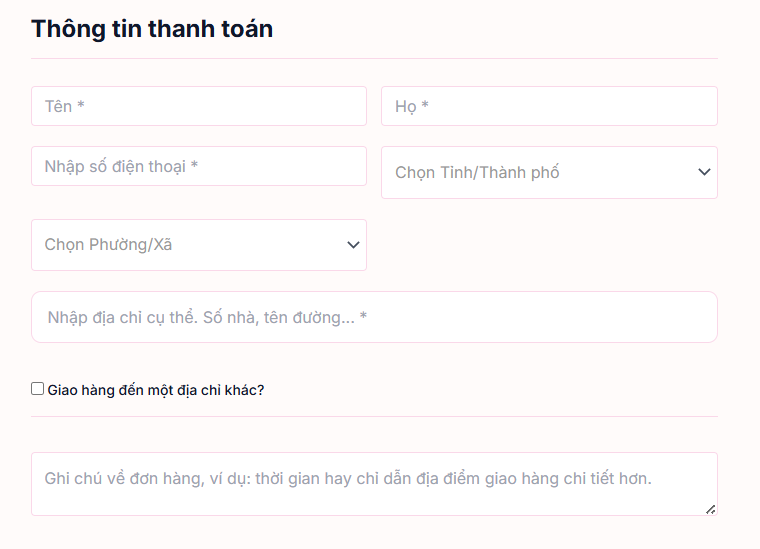 Thông tin thanh toán
Tên *
Họ *
Nhập số điện thoại *
Chọn Tỉnh/Thành phố
Chọn Phường/Xã
Nhập địa chỉ cụ thể. Số nhà, tên đường... *
Giao hàng đến một địa chỉ khác?
Ghi chú về đơn hàng, ví dụ: thời gian hay chỉ dẫn địa điểm giao hàng chi tiết hơn.